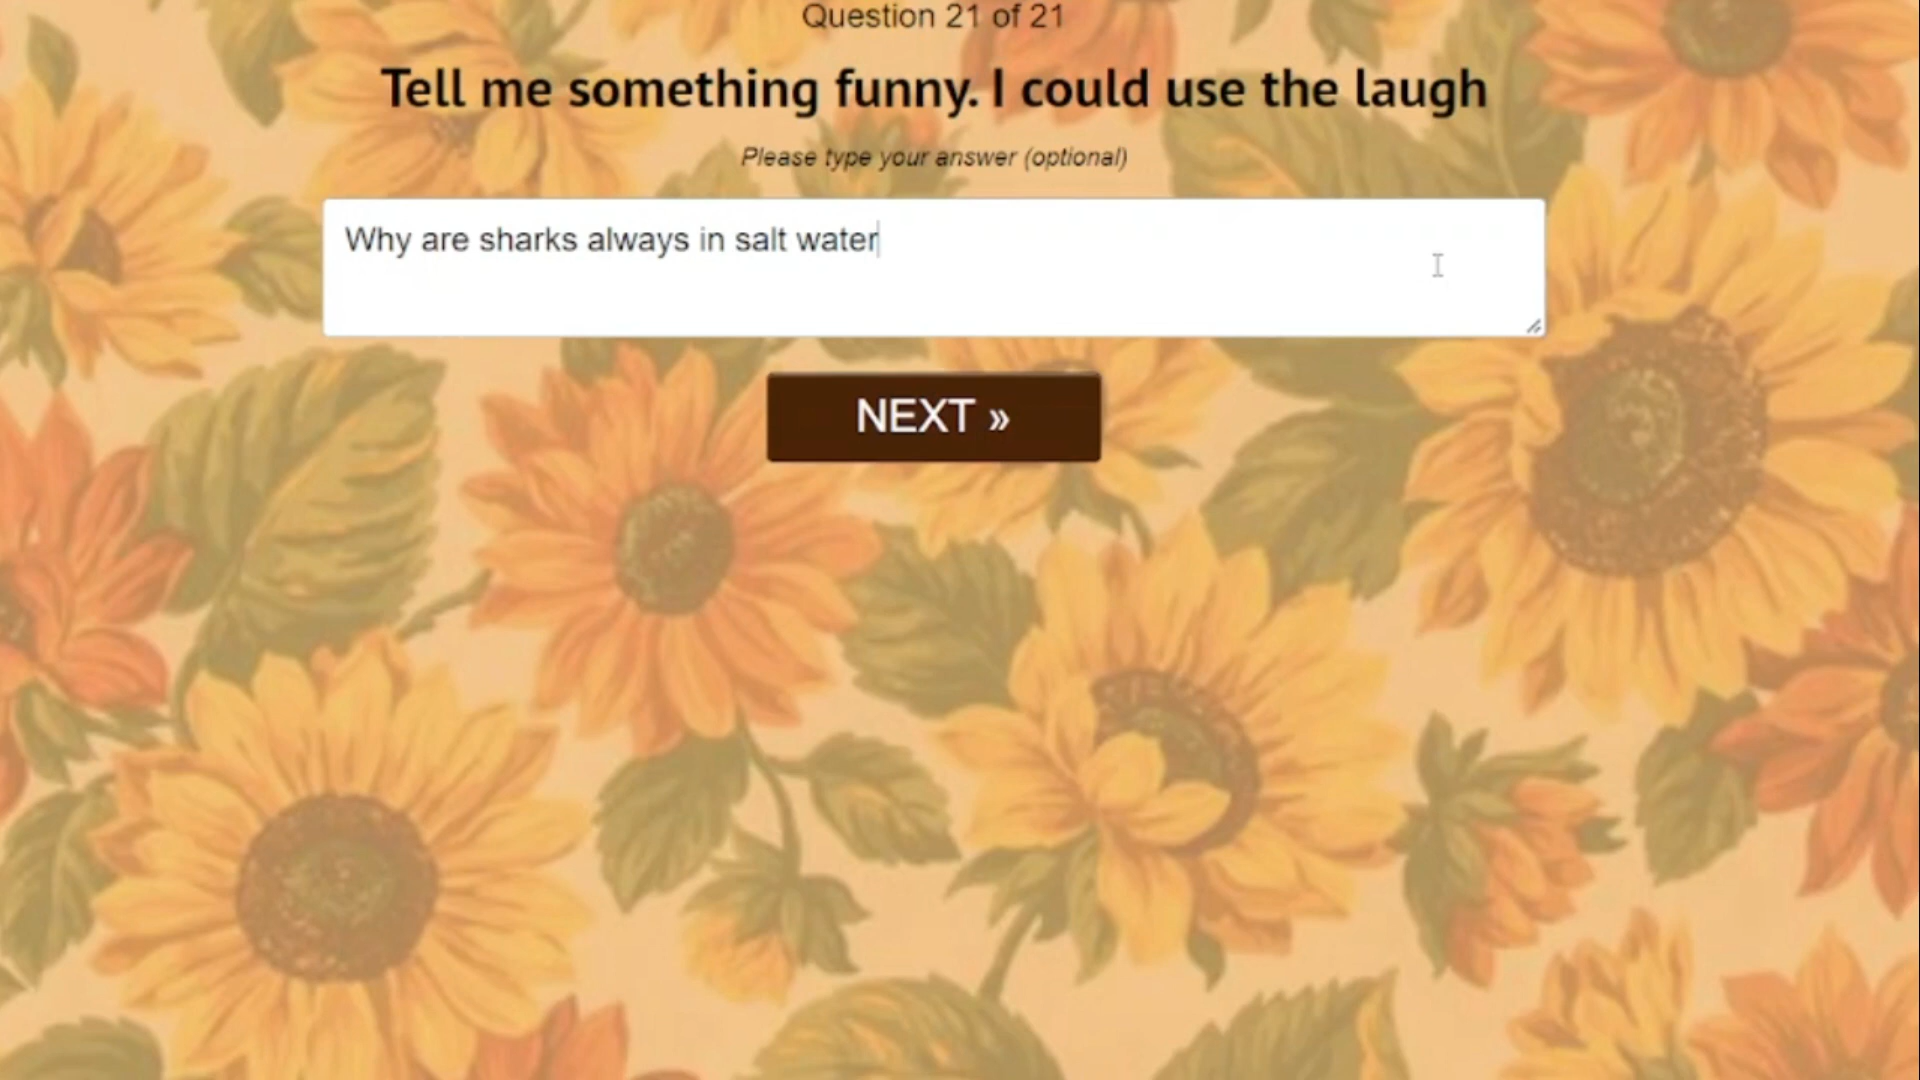 Question 21 of 21
Tell me something funny. I could use the laugh
Please type your answer (optional)
Why are sharks always in salt water
NEXT »